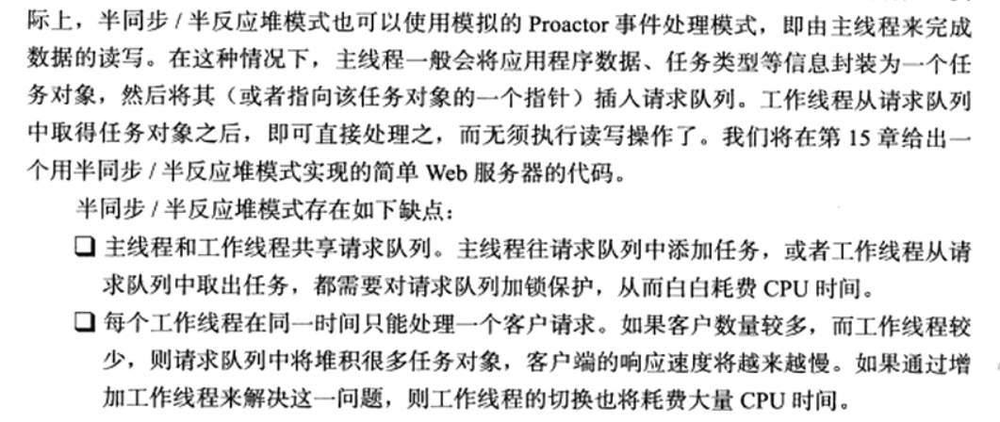 际上，半同步 / 半反应堆模式也可以使用模拟的 Proactor 事件处理模式，即由主线程来完成
数据的读写。在这种情况下，主线程一般会将应用程序数据、任务类型等信息封装为一个任
务对象，然后将其（或者指向该任务对象的一个指针）插入请求队列。工作线程从请求队列
中取得任务对象之后，即可直接处理之，而无须执行读写操作了。我们将在第 15 章给出一
个用半同步 / 半反应堆模式实现的简单 Web 服务器的代码。
半同步 / 半反应堆模式存在如下缺点：
❑ 主线程和工作线程共享请求队列。主线程往请求队列中添加任务，或者工作线程从请
求队列中取出任务，都需要对请求队列加锁保护，从而白白耗费 CPU 时间。
❑ 每个工作线程在同一时间只能处理一个客户请求。如果客户数量较多，而工作线程较
少，则请求队列中将堆积很多任务对象，客户端的响应速度将越来越慢。如果通过增
加工作线程来解决这一问题，则工作线程的切换也将耗费大量 CPU 时间。